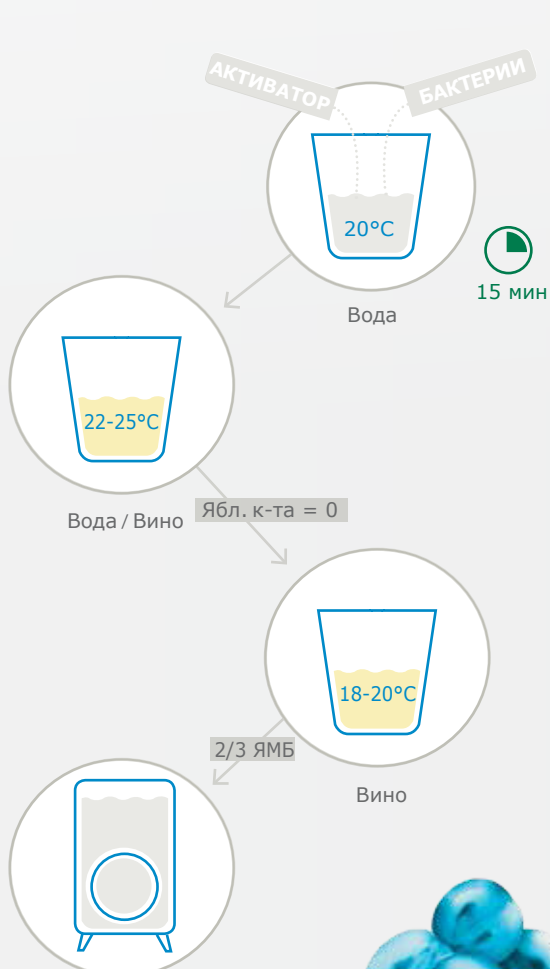 АКТИВАТОР
БАКТЕРИИ
20°C
15 мин
Вода
22-25°C
Вода / Вино
Ябл. к-та = 0
18-20°C
2/3 ЯМБ
Вино